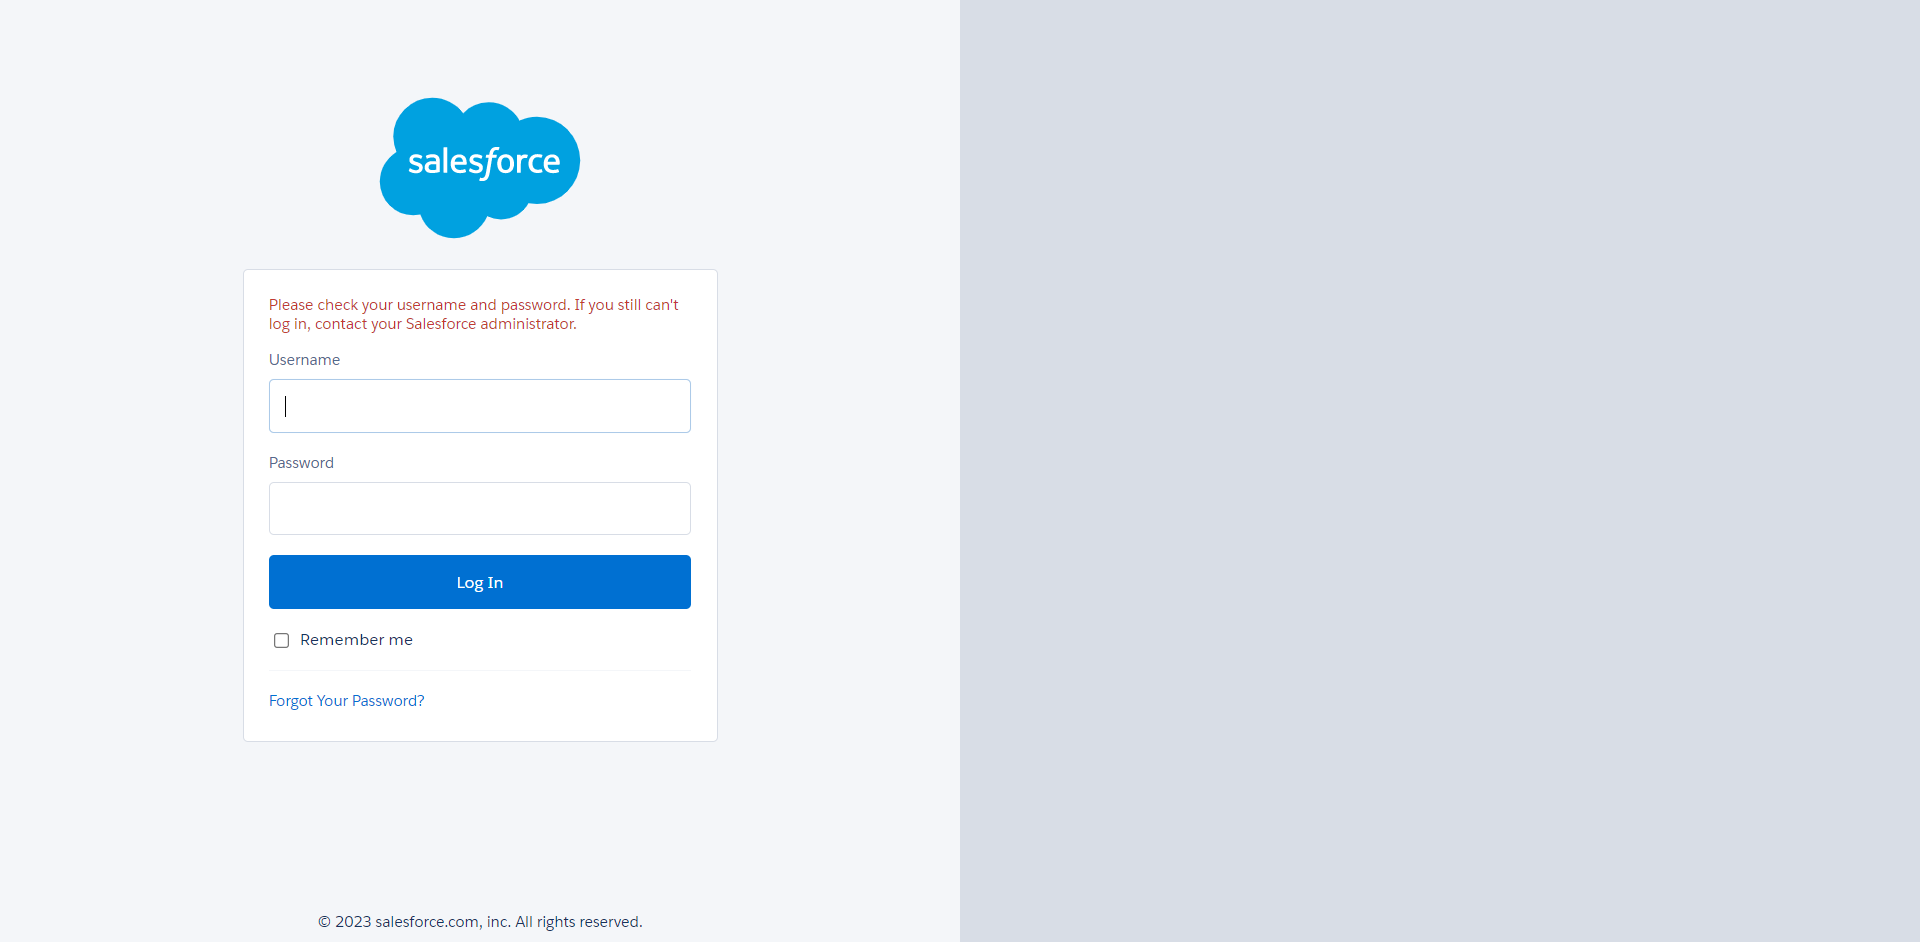 salesforce
Please check your username and password. If you still can't
log in, contact your Salesforce administrator.
Username
Password
Log In
Remember me
Forgot Your Password?
© 2023 salesforce.com, inc. All rights reserved.